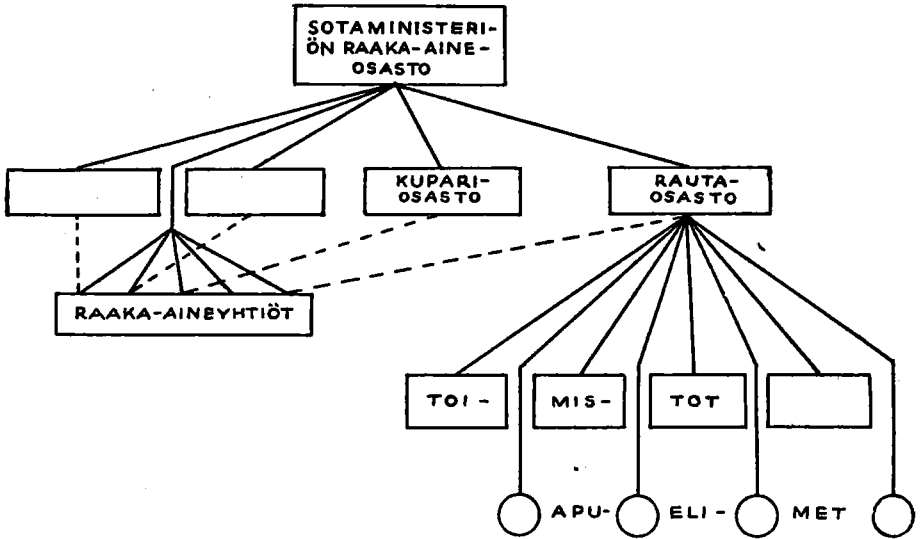 SOTAMINISTERI-
ÖN RAAKA-AINE-
OSASTO
KUPARI-
OSASTO
RAUTA-
OSASTO
RAAKA-AINEYHTIÖT
TOI- MIS- TOT
APU- ELI- MET